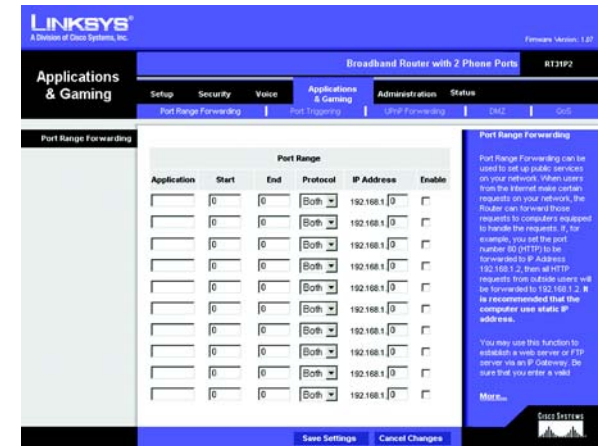 LINKSYS®
A Division of Cisco Systems, Inc.
Firmware Version: 1.07
Broadband Router with 2 Phone Ports RT31P2
Applications
& Gaming
Setup Security Voice Applications & Gaming Administration Status
Port Range Forwarding Port Triggering UPnP Forwarding DMZ QoS
Port Range Forwarding
Port Range
Application Start End Protocol IP Address Enable
0 0 Both 192.168.1. 0
0 0 Both 192.168.1. 0
0 0 Both 192.168.1. 0
0 0 Both 192.168.1. 0
0 0 Both 192.168.1. 0
0 0 Both 192.168.1. 0
0 0 Both 192.168.1. 0
0 0 Both 192.168.1. 0
0 0 Both 192.168.1. 0
0 0 Both 192.168.1. 0
Port Range Forwarding
Port Range Forwarding can be
used to set up public services
on your network. When users
from the Internet make certain
requests on your network, the
Router can forward those
requests to computers equipped
to handle the requests. If, for
example, you set the port
number 80 (HTTP) to be
forwarded to IP Address
192.168.1.2, then all HTTP
requests from outside users will
be forwarded to 192.168.1.2. It
is recommended that the
computer use static IP
address.
You may use this function to
establish a web server or FTP
server via an IP Gateway. Be
sure that you enter a valid
More...
Save Settings Cancel Changes
CISCO SYSTEMS